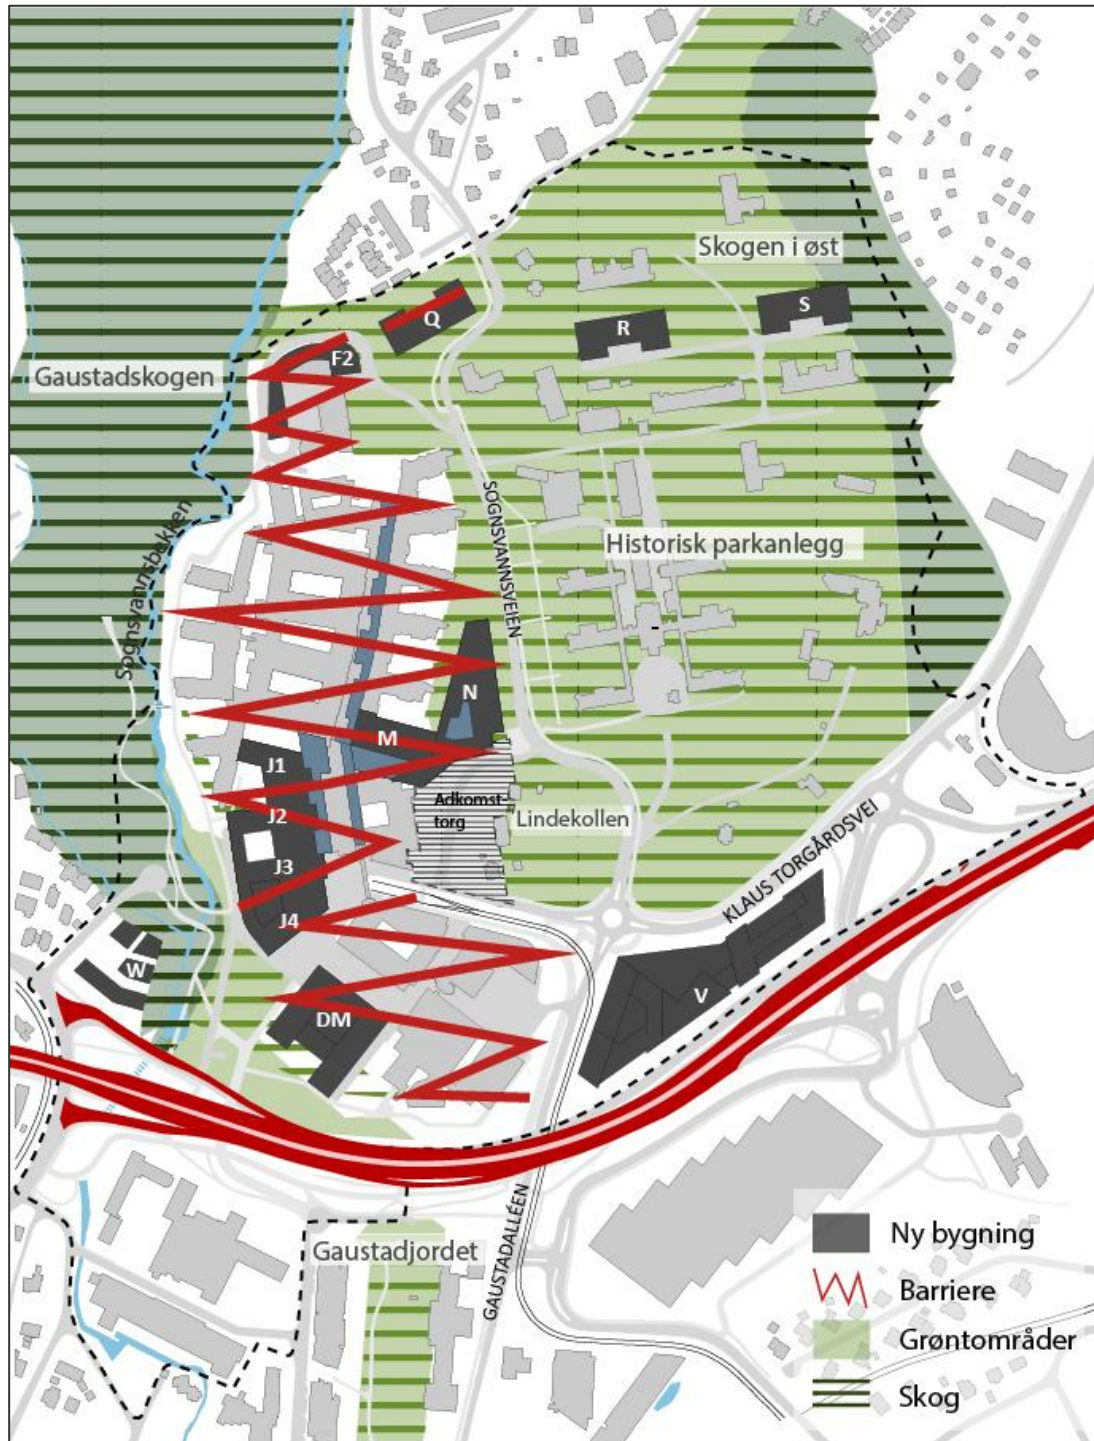 Skogen i øst
S
Q
R
F2
Gaustadskogen
SOGNSVANNSVEIEN
Sognsvannsbekken
Historisk parkanlegg
N
M
J1
Adkomst-
torg
J2
Lindekollen
J3
KLAUS TORGÅRDSVEI
J4
W
V
DM
GAUSTADALLÉEN
Gaustadjordet
Ny bygning
Barriere
Grøntområder
Skog